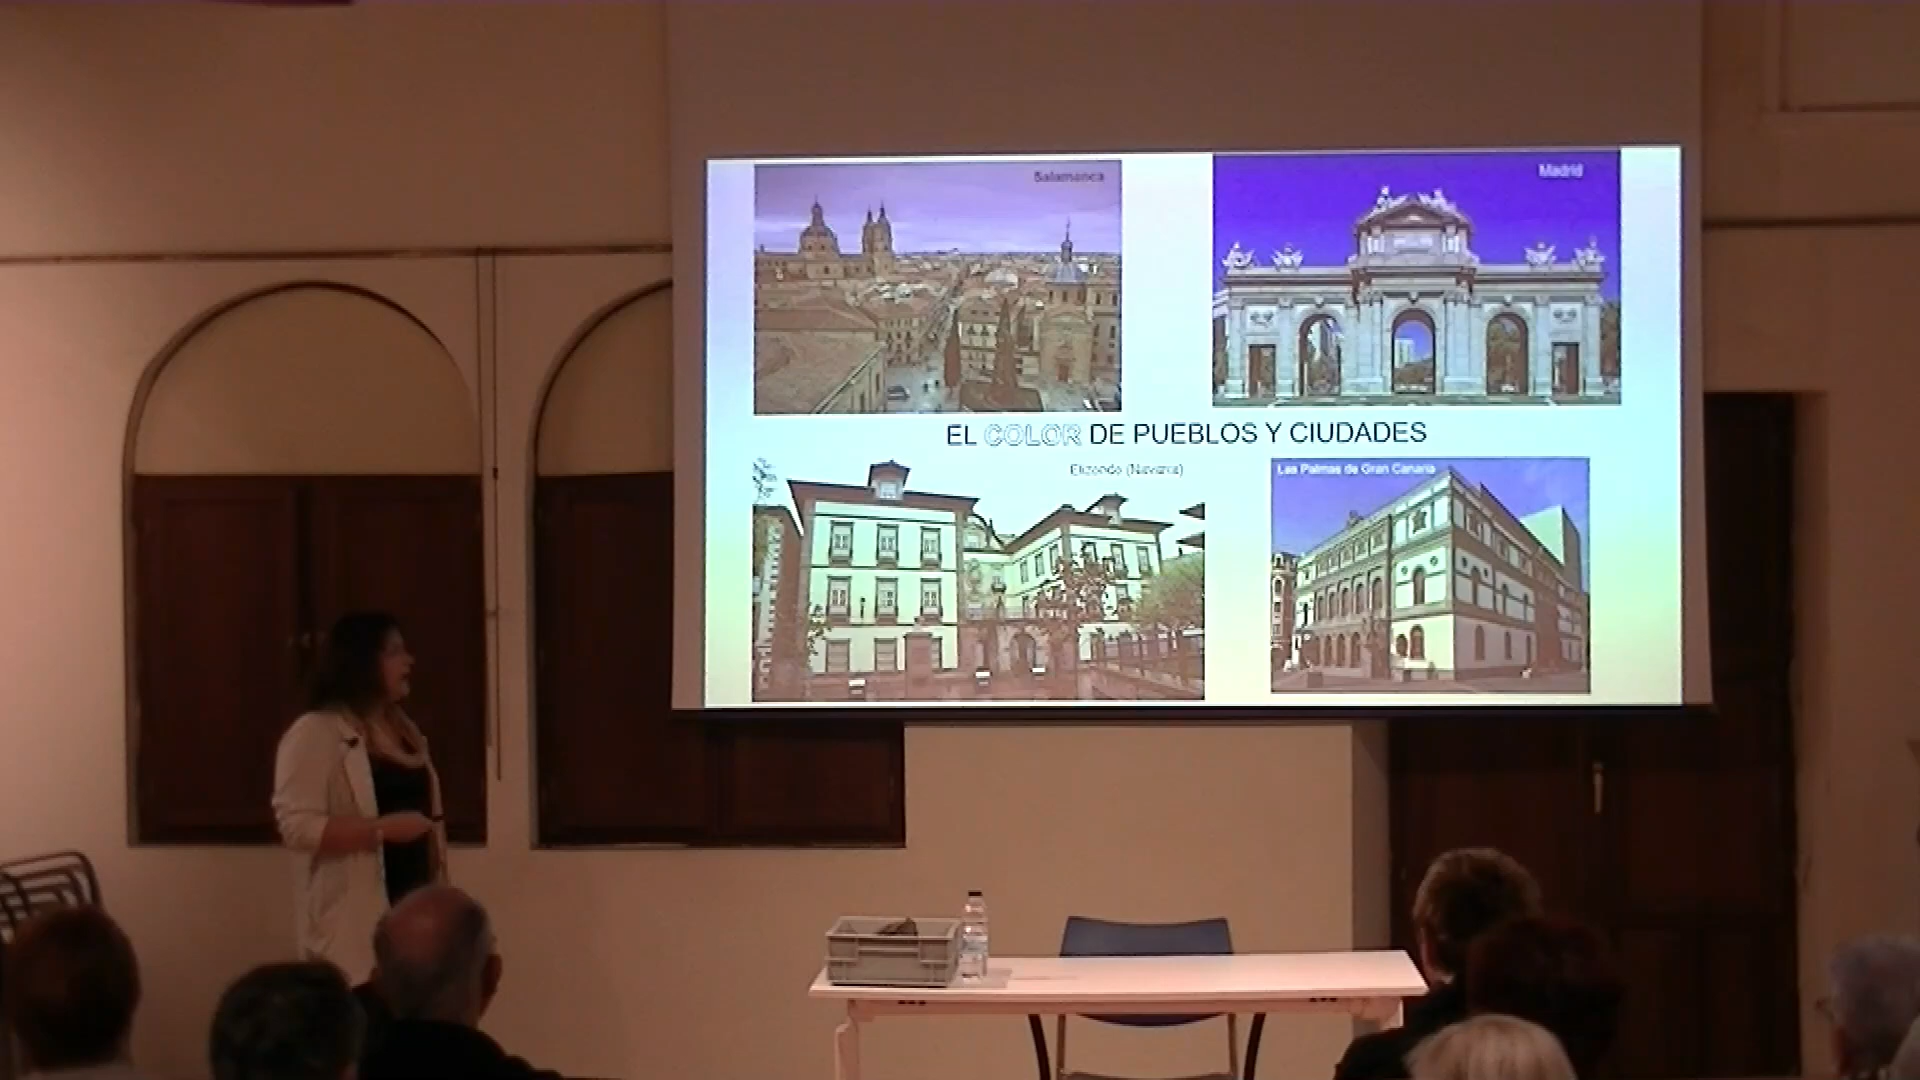 Salamanca
Madrid
EL COLOR DE PUEBLOS Y CIUDADES
Elizondo (Navarra)
Las Palmas de Gran Canaria